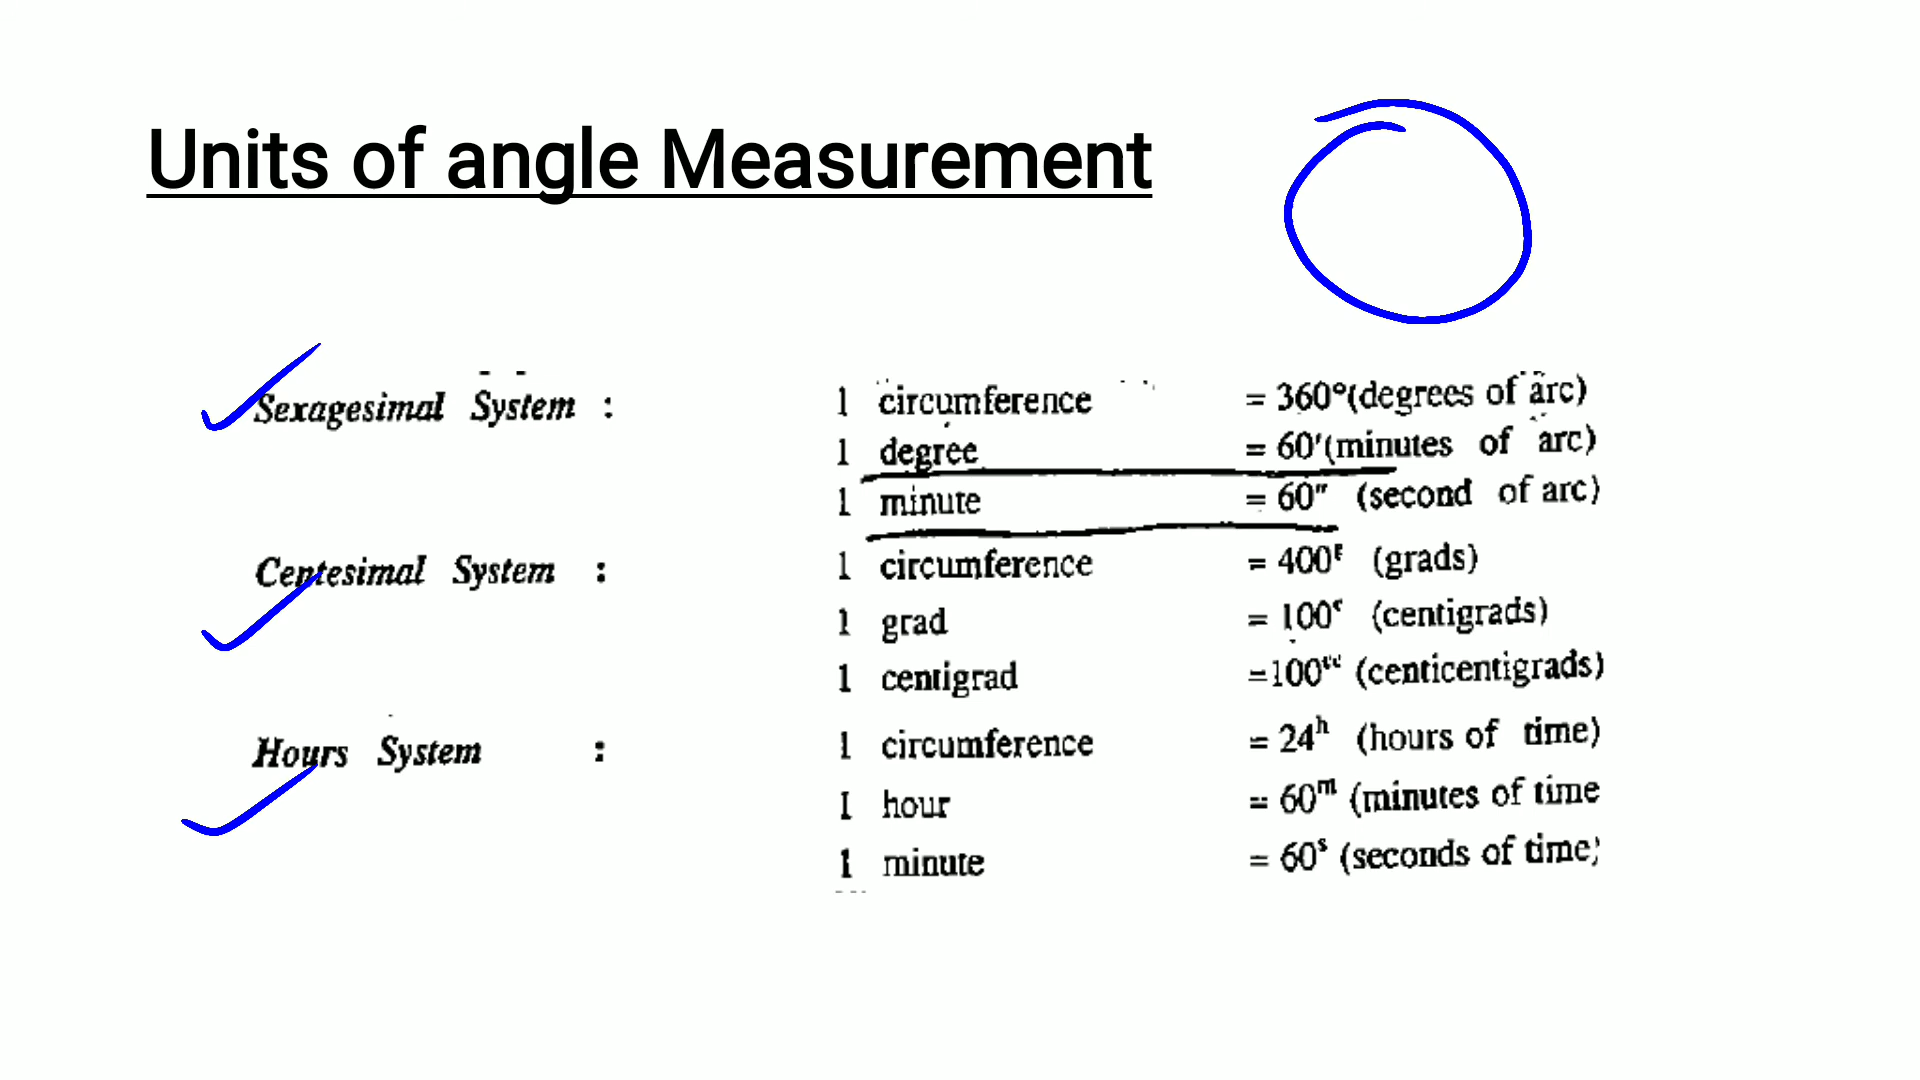 Units of angle Measurement
Sexagesimal System : 1 circumference = 360°(degrees of arc)
1 degree = 60'(minutes of arc)
1 minute = 60" (second of arc)
Centesimal System : 1 circumference = 400ᵍ (grads)
1 grad = 100ᶜ (centigrads)
1 centigrad =100ᶜᶜ (centicentigrads)
Hours System : 1 circumference = 24ʰ (hours of time)
1 hour = 60ᵐ (minutes of time
1 minute = 60ˢ (seconds of time)